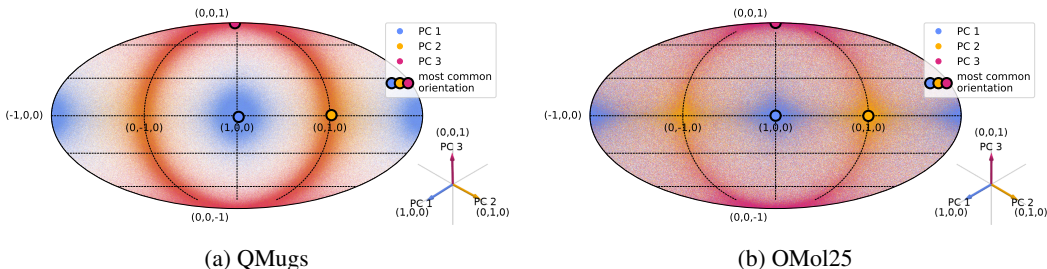 (0,0,1)
PC 1
PC 2
PC 3
most common
orientation
(-1,0,0)
(0,-1,0)
(1,0,0)
(0,1,0)
(0,0,-1)
(0,0,1)
PC 3
PC 1
(1,0,0)
PC 2
(0,1,0)
(a) QMugs
(0,0,1)
PC 1
PC 2
PC 3
most common
orientation
(-1,0,0)
(0,-1,0)
(1,0,0)
(0,1,0)
(0,0,-1)
(0,0,1)
PC 3
PC 1
(1,0,0)
PC 2
(0,1,0)
(b) OMol25